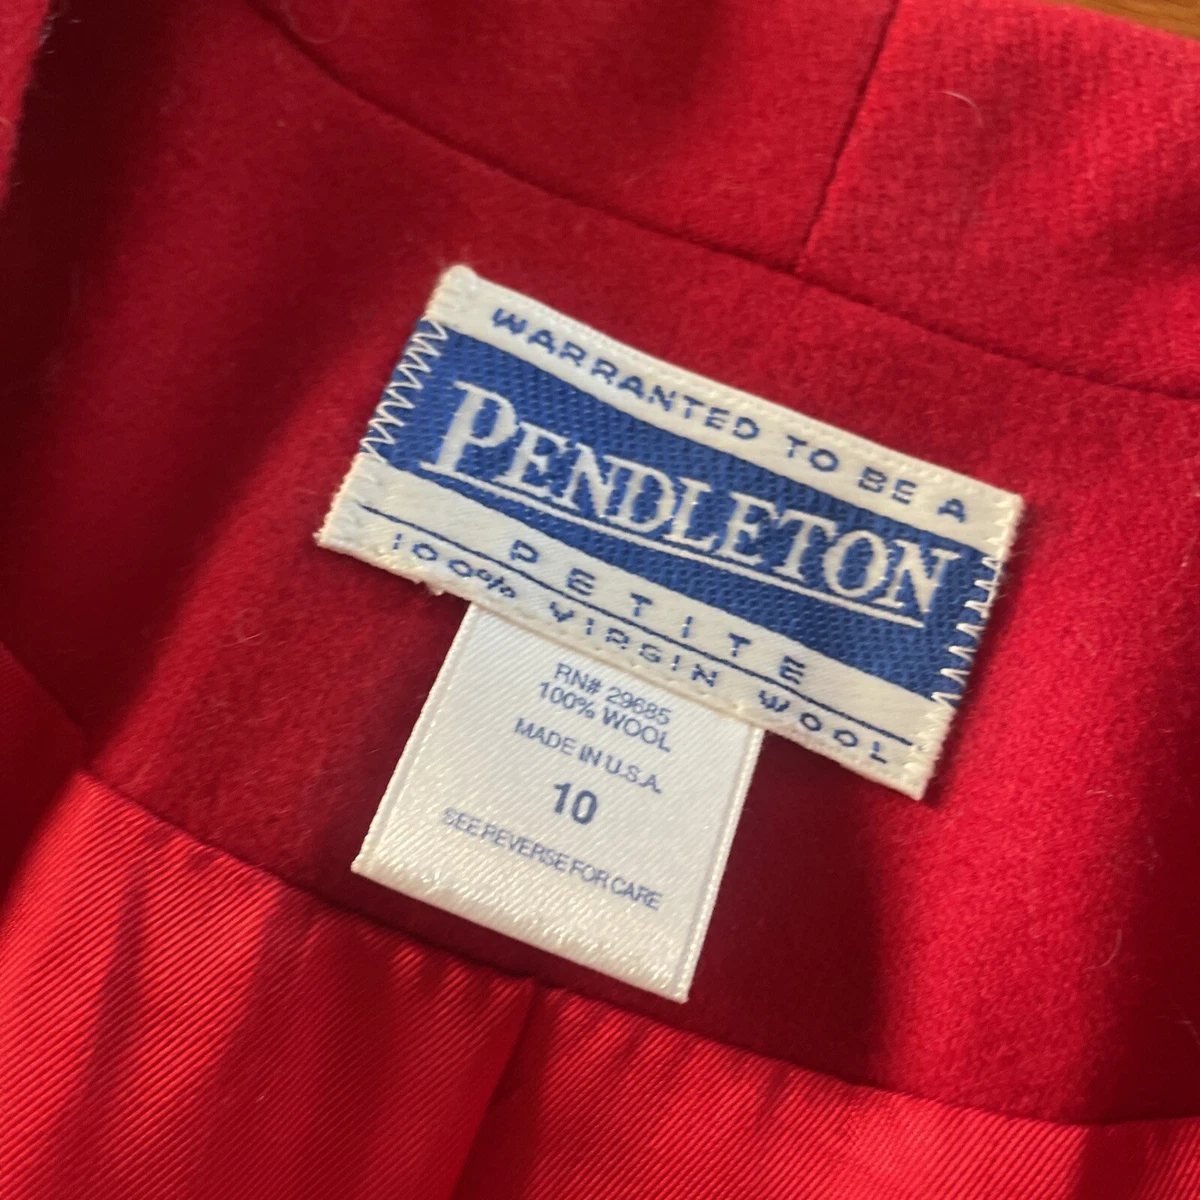 WARRANTED TO BE A
PENDLETON
PETITE
100% VIRGIN WOOL
RN# 29685
100% WOOL
MADE IN U.S.A.
10
SEE REVERSE FOR CARE